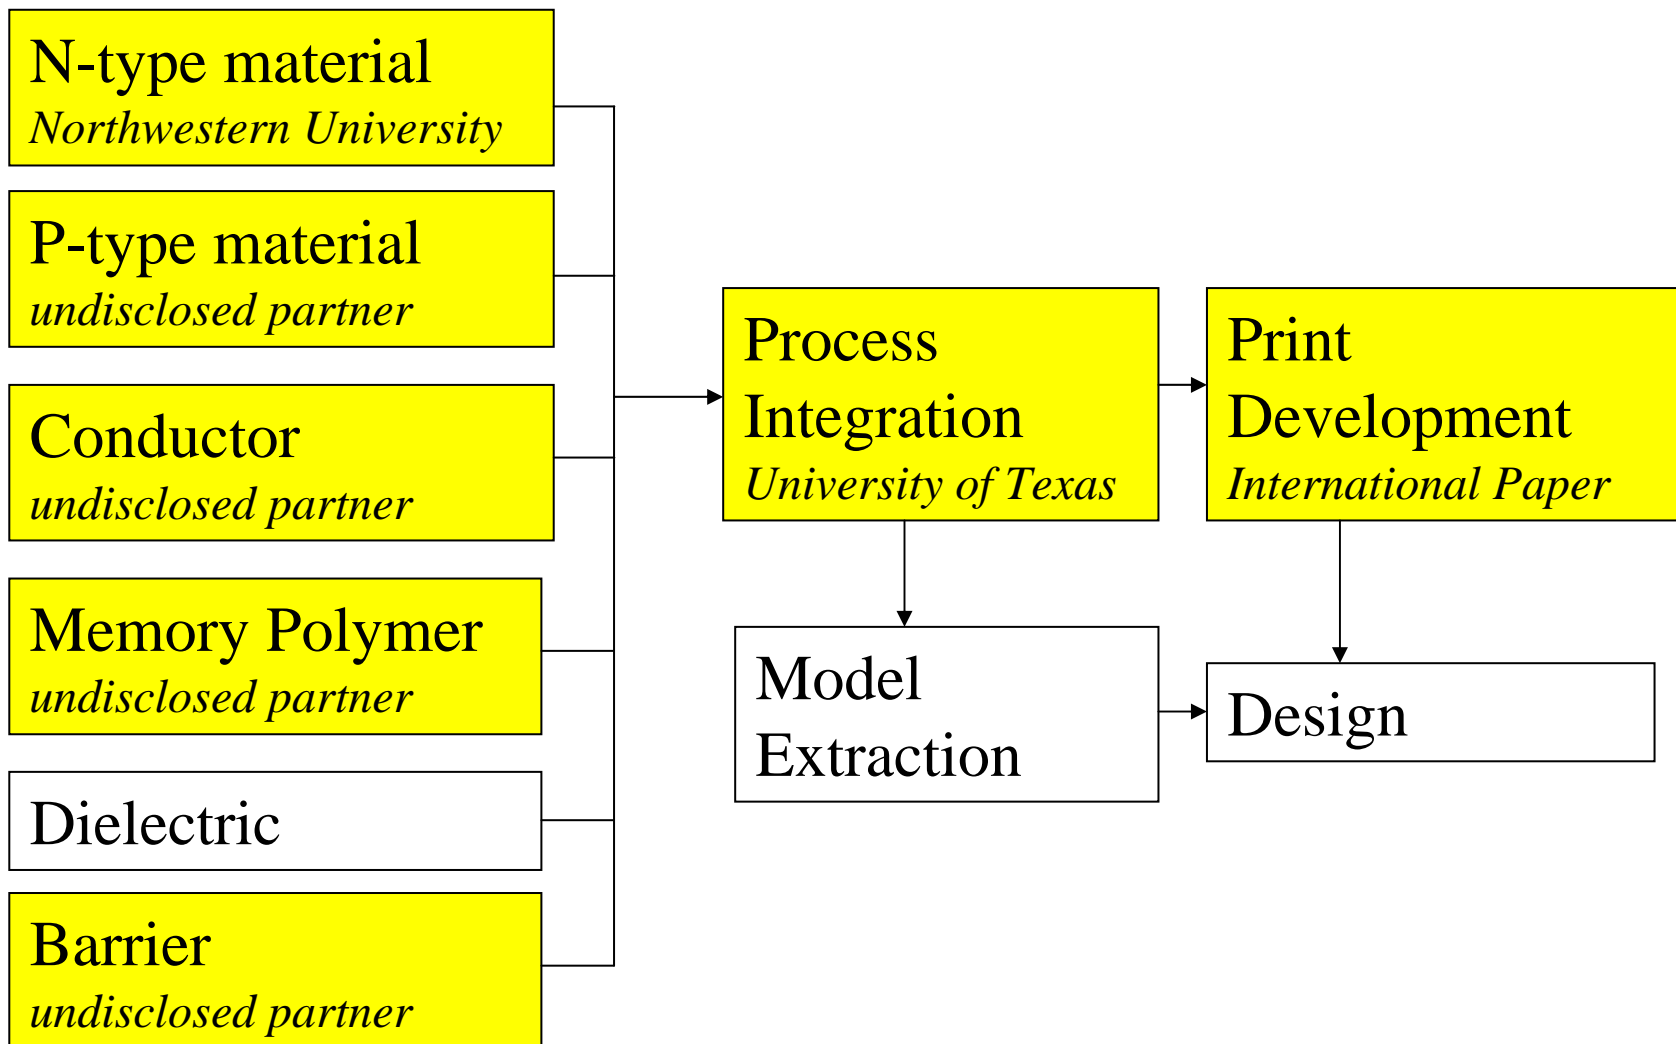 N-type material
Northwestern University
P-type material
undisclosed partner
Conductor
undisclosed partner
Memory Polymer
undisclosed partner
Dielectric
Barrier
undisclosed partner
Process
Integration
University of Texas
Print
Development
International Paper
Model
Extraction
Design